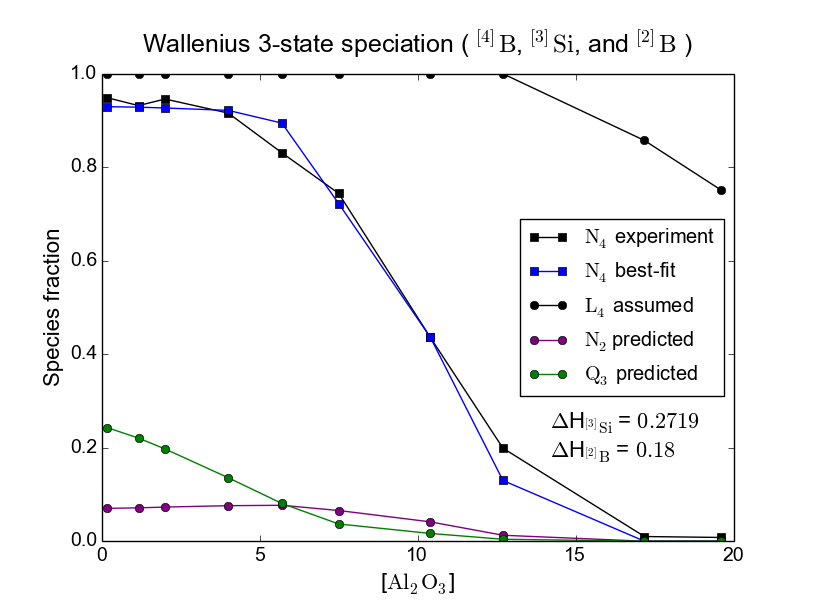 Wallenius 3-state speciation ( [4]B, [3]Si, and [2]B )
1.0
0.8
0.6
0.4
0.2
0.0
Species fraction
N4 experiment
N4 best-fit
L4 assumed
N2 predicted
Q3 predicted
ΔH[3]Si = 0.2719
ΔH[2]B = 0.18
0 5 10 15 20
[Al2O3]